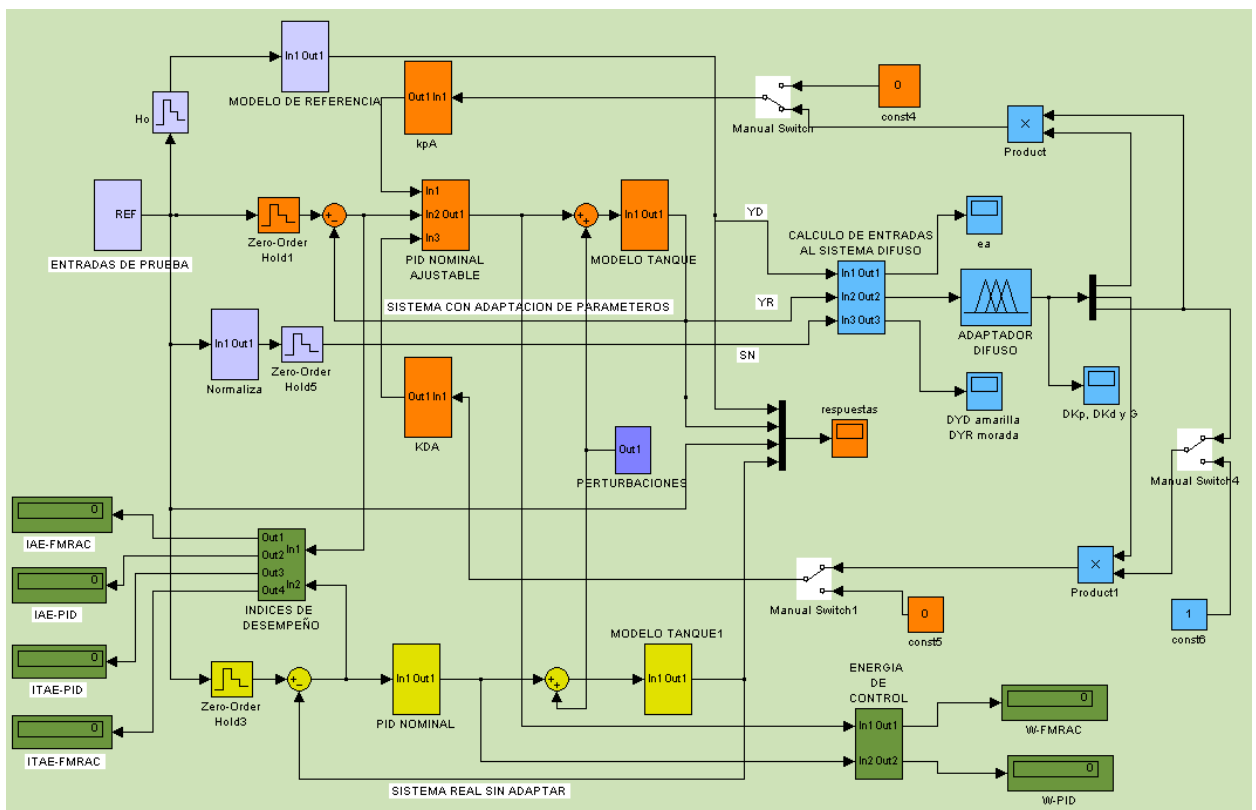 In1 Out1
MODELO DE REFERENCIA
Ho
Out1 In1
kpA
Manual Switch
0
const4
×
Product
REF
ENTRADAS DE PRUEBA
Zero-Order
Hold1
+
−
In1
In2 Out1
In3
PID NOMINAL
AJUSTABLE
+
+
In1 Out1
MODELO TANQUE
YD
CALCULO DE ENTRADAS
AL SISTEMA DIFUSO
In1 Out1
In2 Out2
In3 Out3
ea
ADAPTADOR
DIFUSO
SISTEMA CON ADAPTACION DE PARAMETEROS
YR
SN
In1 Out1
Normaliza
Zero-Order
Hold5
Out1 In1
KDA
Out1
PERTURBACIONES
respuestas
DYD amarilla
DYR morada
DKp, DKd y G
Manual Switch4
0
IAE-FMRAC
0
IAE-PID
0
ITAE-PID
0
ITAE-FMRAC
Out1
Out2
Out3
Out4
In1
In2
INDICES DE
DESEMPEÑO
Manual Switch1
0
const5
×
Product1
1
const6
Zero-Order
Hold3
+
−
In1 Out1
PID NOMINAL
+
+
MODELO TANQUE1
In1 Out1
ENERGIA
DE
CONTROL
In1 Out1
In2 Out2
0
W-FMRAC
0
W-PID
SISTEMA REAL SIN ADAPTAR